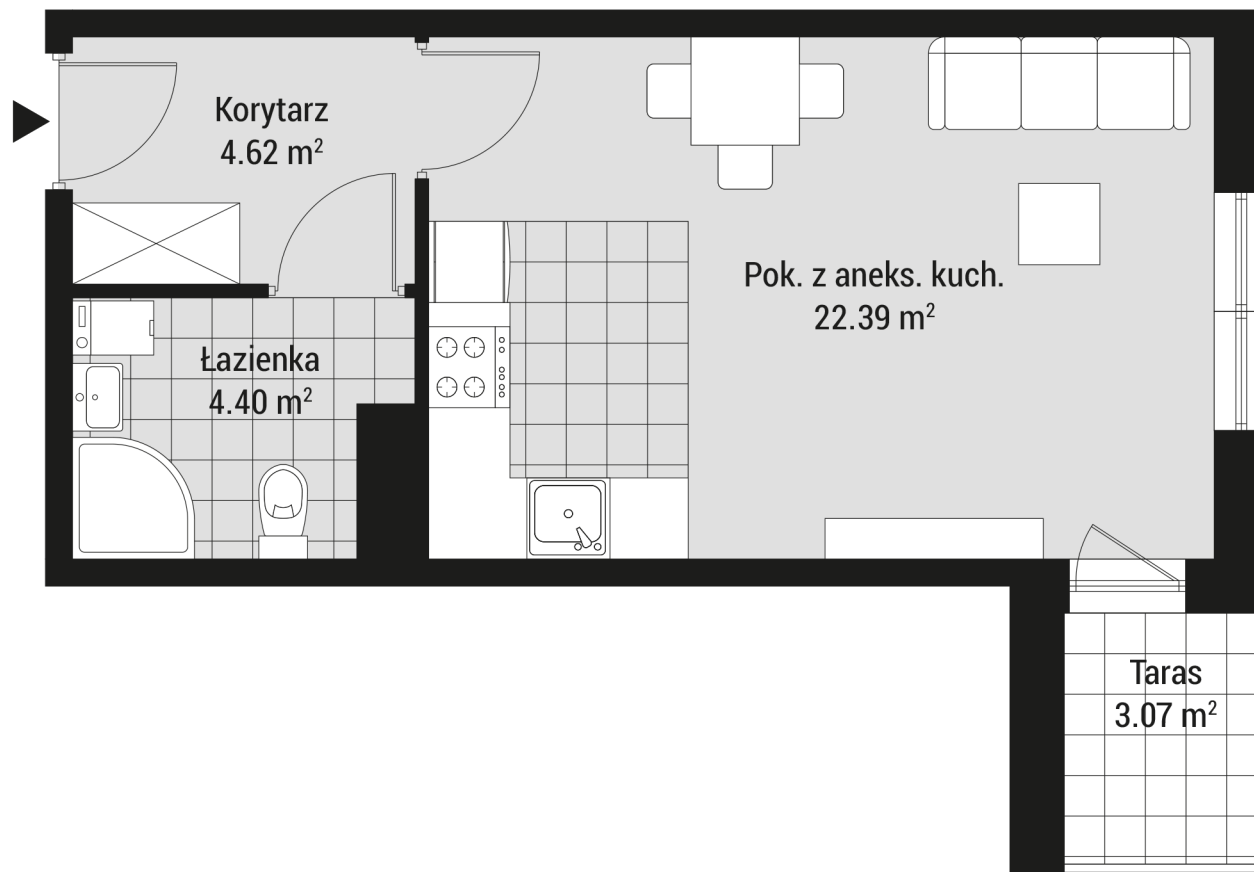 Korytarz
4.62 m²
Pok. z aneks. kuch.
22.39 m²
Łazienka
4.40 m²
Taras
3.07 m²